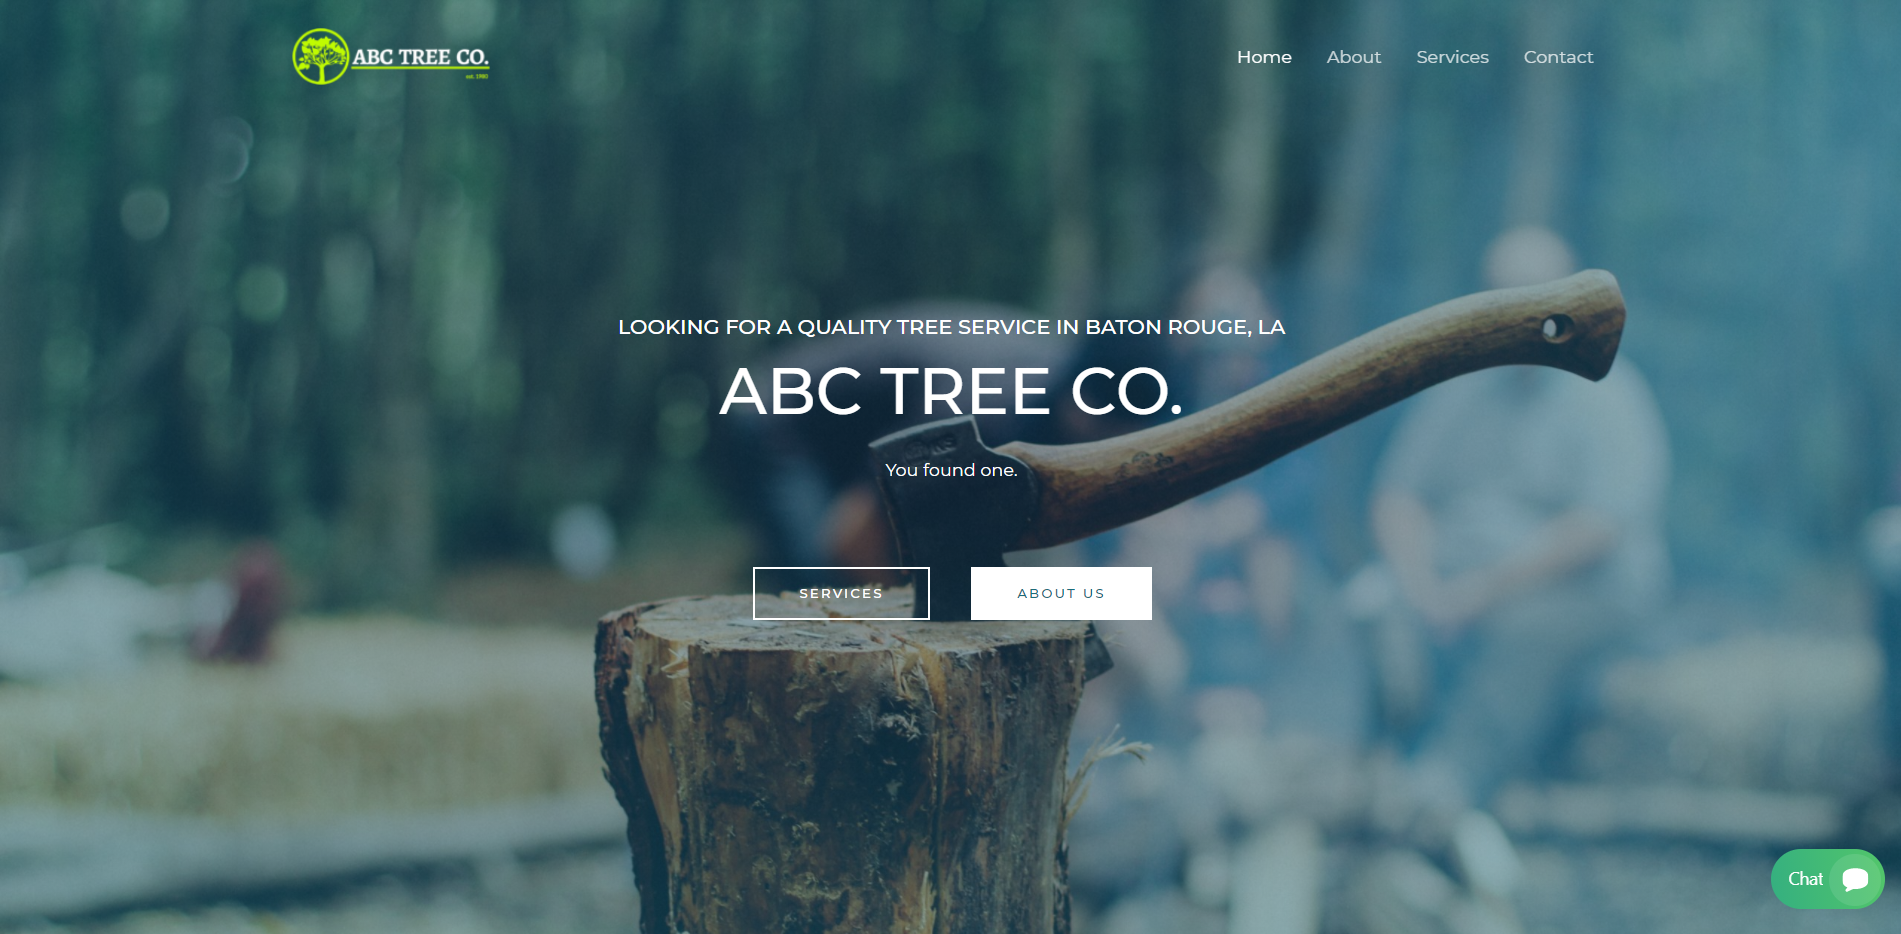 ABC TREE CO.
est. 1980
Home About Services Contact
LOOKING FOR A QUALITY TREE SERVICE IN BATON ROUGE, LA
ABC TREE CO.
You found one.
SERVICES ABOUT US
Chat